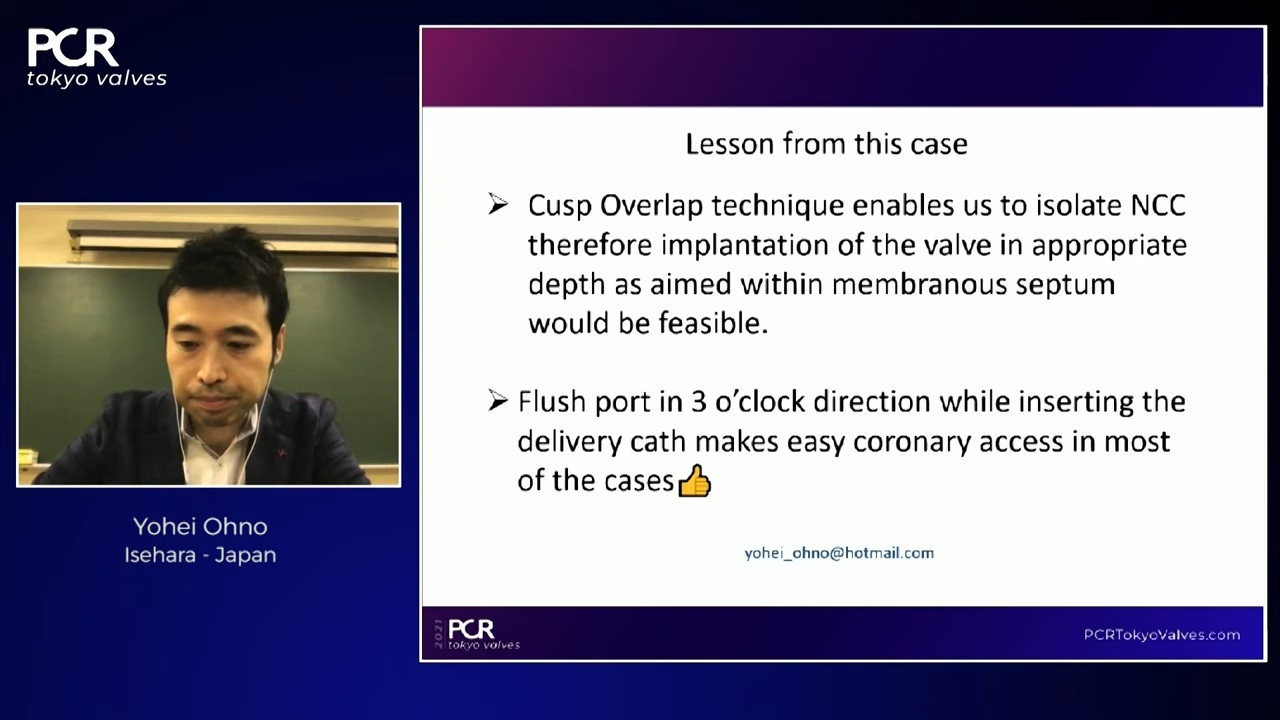 PCR
tokyo valves
Lesson from this case
➢ Cusp Overlap technique enables us to isolate NCC
therefore implantation of the valve in appropriate
depth as aimed within membranous septum
would be feasible.
➢ Flush port in 3 o’clock direction while inserting the
delivery cath makes easy coronary access in most
of the cases👍
yohei_ohno@hotmail.com
Yohei Ohno
Isehara - Japan
2021
PCR
tokyo valves
PCRTokyoValves.com